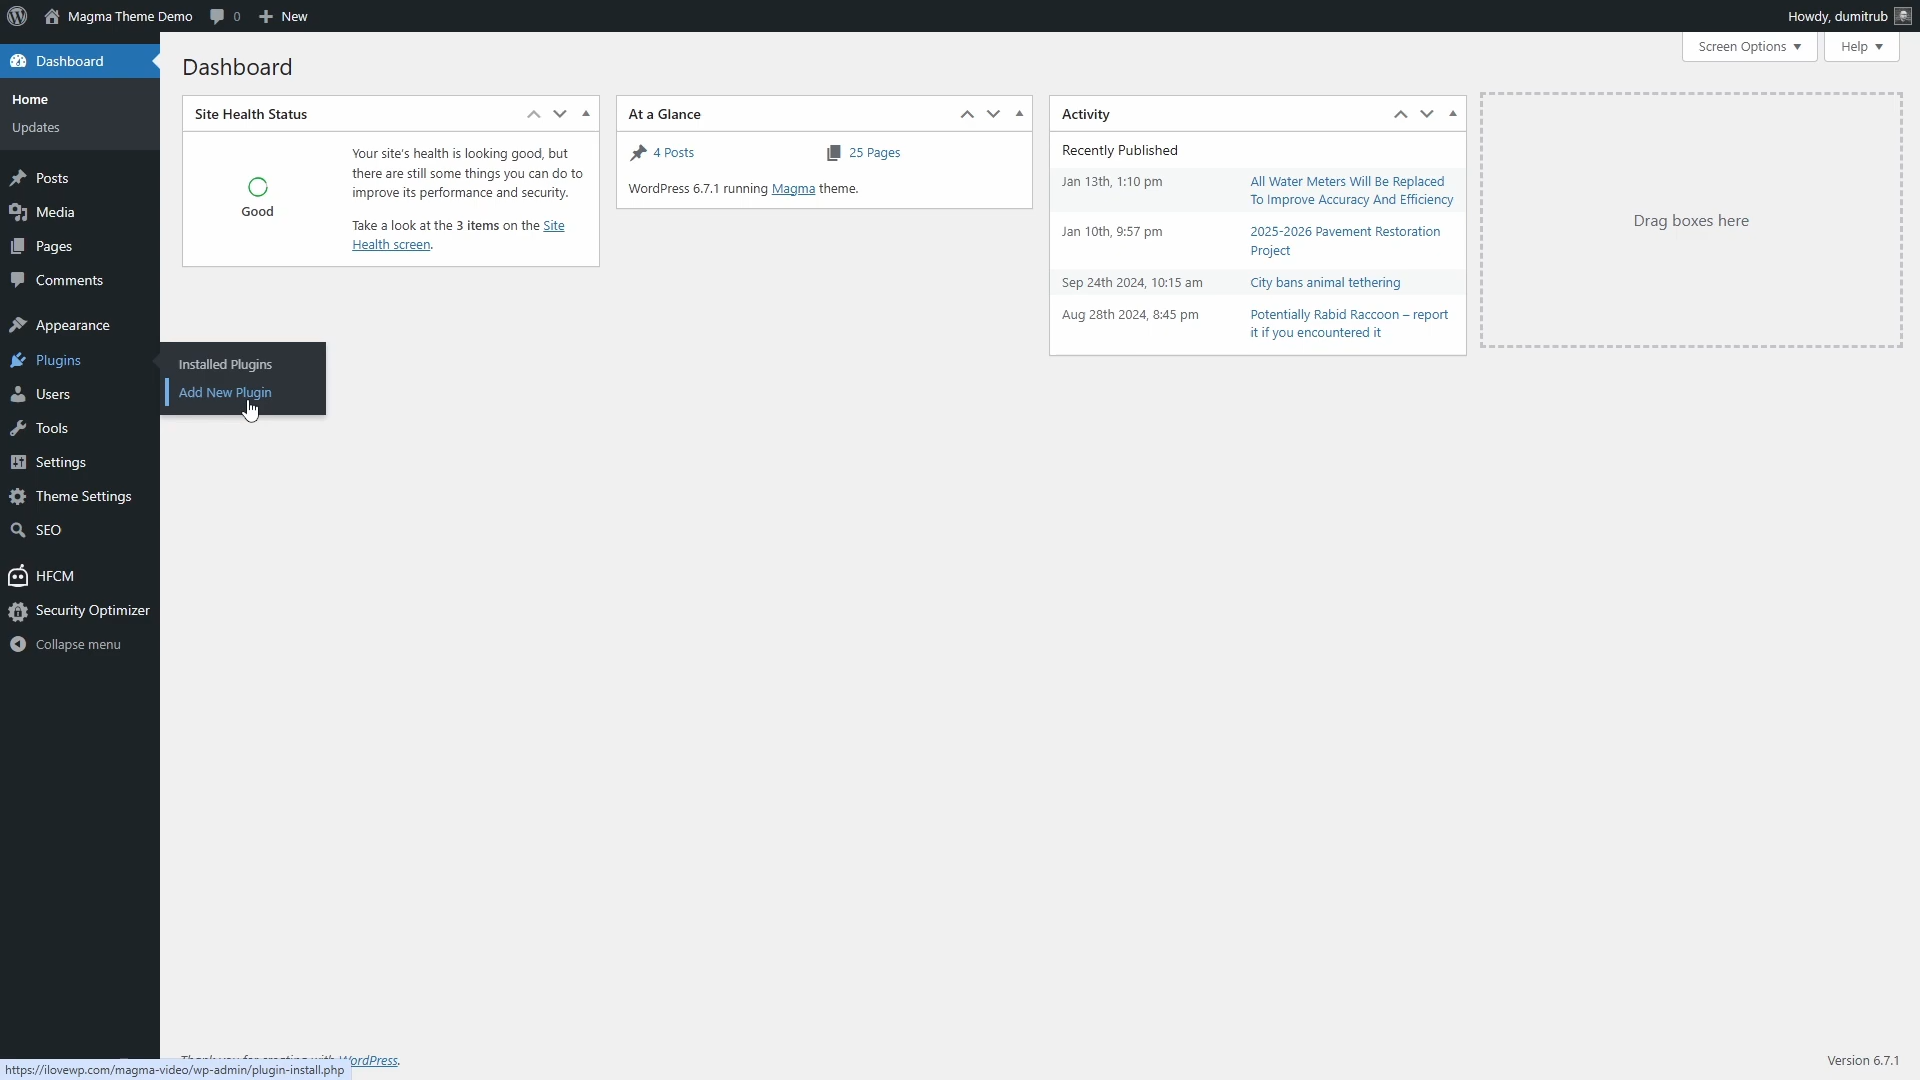 Magma Theme Demo 0 New Howdy, dumitrub
Screen Options Help
Dashboard
Home
Updates
Posts
Media
Pages
Comments
Appearance
Plugins
Users
Tools
Settings
Theme Settings
SEO
HFCM
Security Optimizer
Collapse menu
Installed Plugins
Add New Plugin
Dashboard
Site Health Status
Good
Your site's health is looking good, but
there are still some things you can do to
improve its performance and security.
Take a look at the 3 items on the Site
Health screen.
At a Glance
4 Posts 25 Pages
WordPress 6.7.1 running Magma theme.
Activity
Recently Published
Jan 13th, 1:10 pm All Water Meters Will Be Replaced
To Improve Accuracy And Efficiency
Jan 10th, 9:57 pm 2025-2026 Pavement Restoration
Project
Sep 24th 2024, 10:15 am City bans animal tethering
Aug 28th 2024, 8:45 pm Potentially Rabid Raccoon – report
it if you encountered it
Drag boxes here
Thank you for creating with WordPress.
Version 6.7.1
https://ilovewp.com/magma-video/wp-admin/plugin-install.php